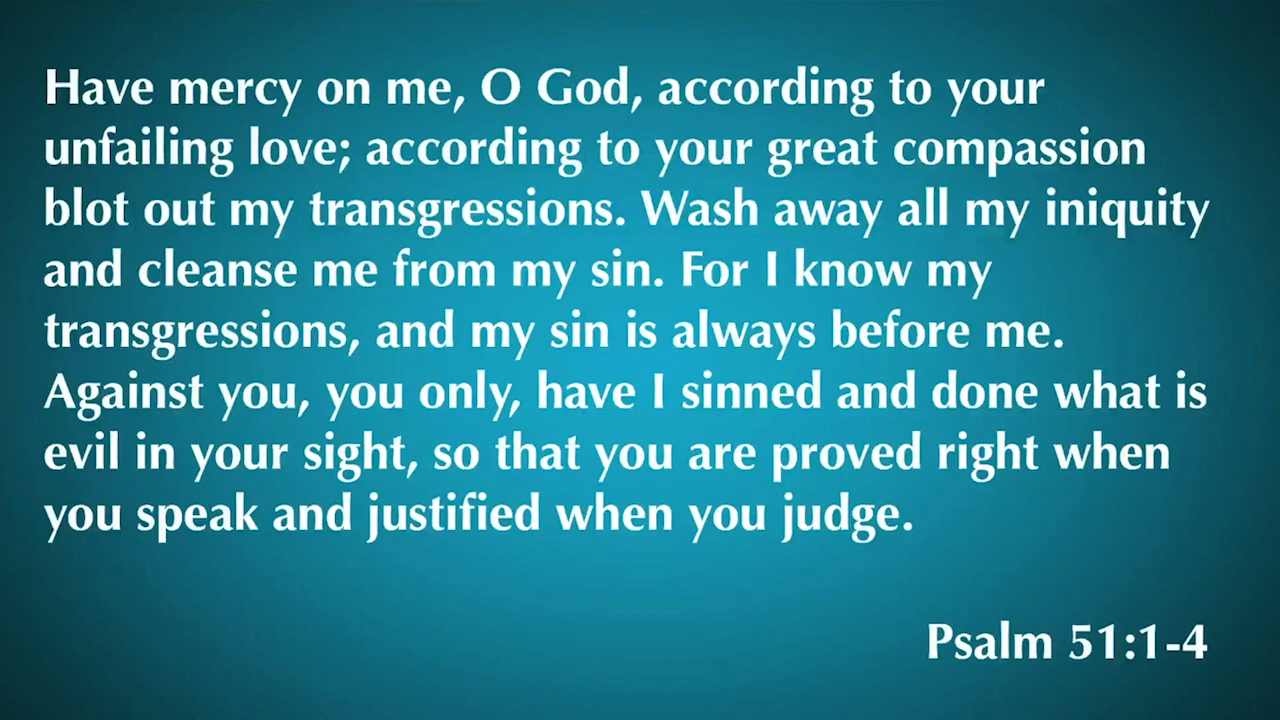 Have mercy on me, O God, according to your
unfailing love; according to your great compassion
blot out my transgressions. Wash away all my iniquity
and cleanse me from my sin. For I know my
transgressions, and my sin is always before me.
Against you, you only, have I sinned and done what is
evil in your sight, so that you are proved right when
you speak and justified when you judge.
Psalm 51:1-4